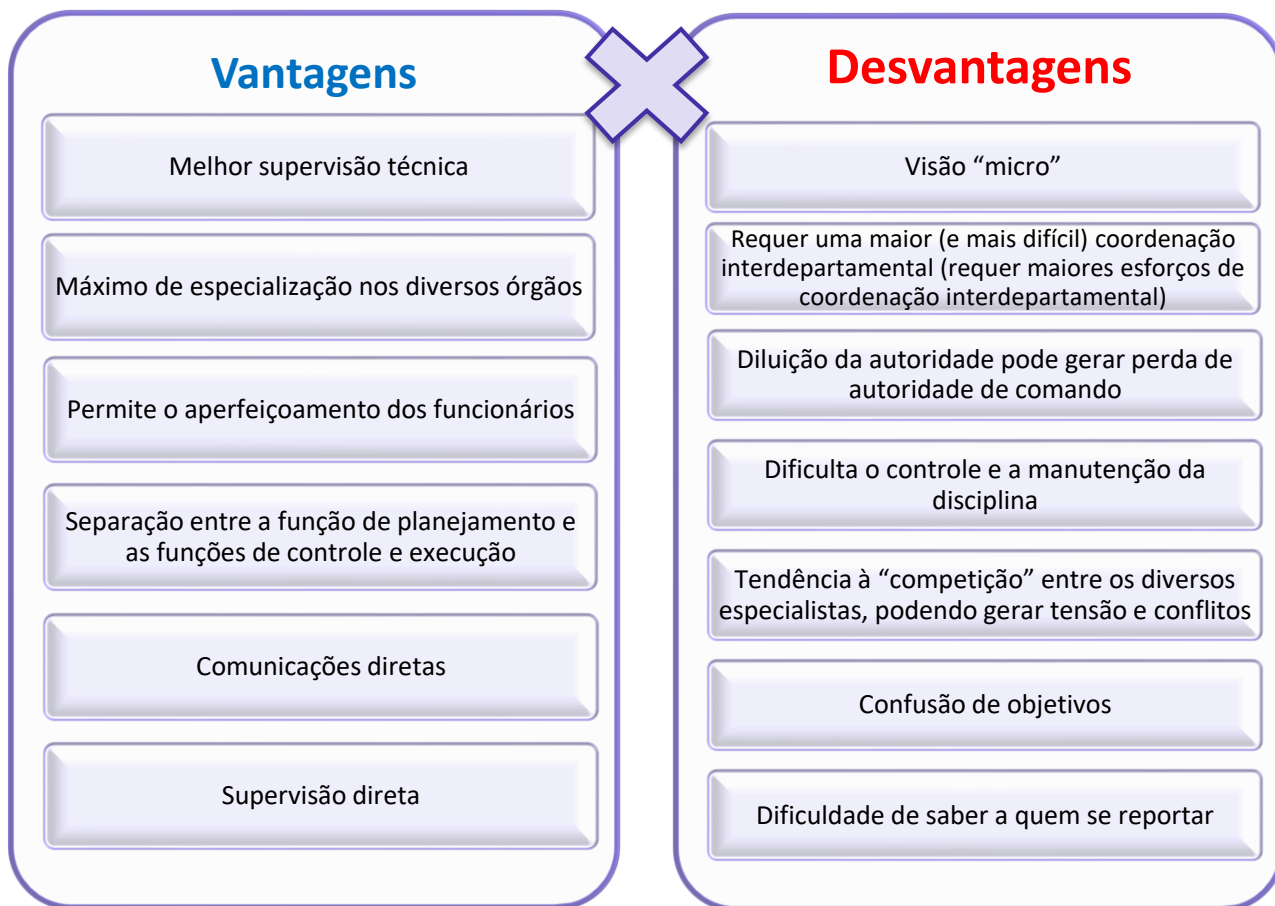 Vantagens
Melhor supervisão técnica
Máximo de especialização nos diversos órgãos
Permite o aperfeiçoamento dos funcionários
Separação entre a função de planejamento e
as funções de controle e execução
Comunicações diretas
Supervisão direta
Desvantagens
Visão “micro”
Requer uma maior (e mais difícil) coordenação
interdepartamental (requer maiores esforços de
coordenação interdepartamental)
Diluição da autoridade pode gerar perda de
autoridade de comando
Dificulta o controle e a manutenção da
disciplina
Tendência à “competição” entre os diversos
especialistas, podendo gerar tensão e conflitos
Confusão de objetivos
Dificuldade de saber a quem se reportar